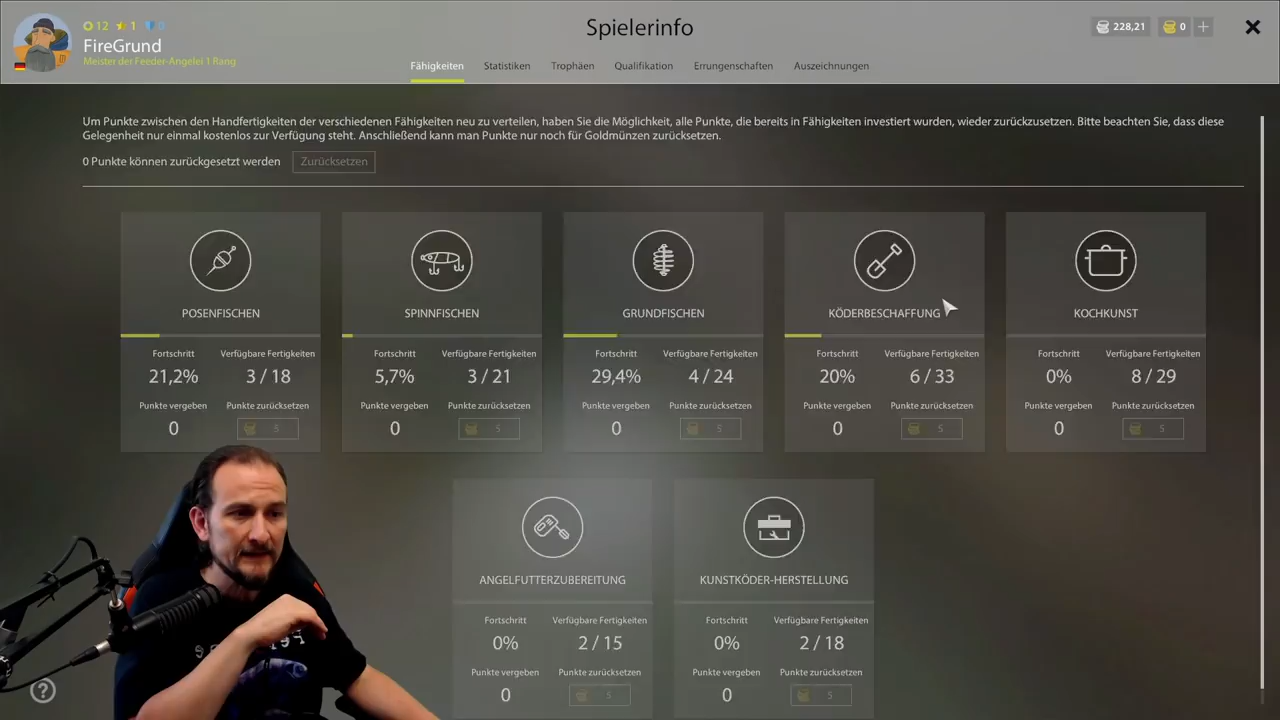 12 1 0
FireGrund
Meister der Feeder-Angelei 1 Rang
Spielerinfo
228,21 0
Fähigkeiten Statistiken Trophäen Qualifikation Errungenschaften Auszeichnungen
Um Punkte zwischen den Handfertigkeiten der verschiedenen Fähigkeiten neu zu verteilen, haben Sie die Möglichkeit, alle Punkte, die bereits in Fähigkeiten investiert wurden, wieder zurückzusetzen. Bitte beachten Sie, dass diese
Gelegenheit nur einmal kostenlos zur Verfügung steht. Anschließend kann man Punkte nur noch für Goldmünzen zurücksetzen.
0 Punkte können zurückgesetzt werden Zurücksetzen
POSENFISCHEN
Fortschritt Verfügbare Fertigkeiten
21,2% 3 / 18
Punkte vergeben Punkte zurücksetzen
0 5
SPINNFISCHEN
Fortschritt Verfügbare Fertigkeiten
5,7% 3 / 21
Punkte vergeben Punkte zurücksetzen
0 5
GRUNDFISCHEN
Fortschritt Verfügbare Fertigkeiten
29,4% 4 / 24
Punkte vergeben Punkte zurücksetzen
0 5
KÖDERBESCHAFFUNG
Fortschritt Verfügbare Fertigkeiten
20% 6 / 33
Punkte vergeben Punkte zurücksetzen
0 5
KOCHKUNST
Fortschritt Verfügbare Fertigkeiten
0% 8 / 29
Punkte vergeben Punkte zurücksetzen
0 5
ANGELFUTTERZUBEREITUNG
Fortschritt Verfügbare Fertigkeiten
0% 2 / 15
Punkte vergeben Punkte zurücksetzen
0 5
KUNSTKÖDER-HERSTELLUNG
Fortschritt Verfügbare Fertigkeiten
0% 2 / 18
Punkte vergeben Punkte zurücksetzen
0 5
?